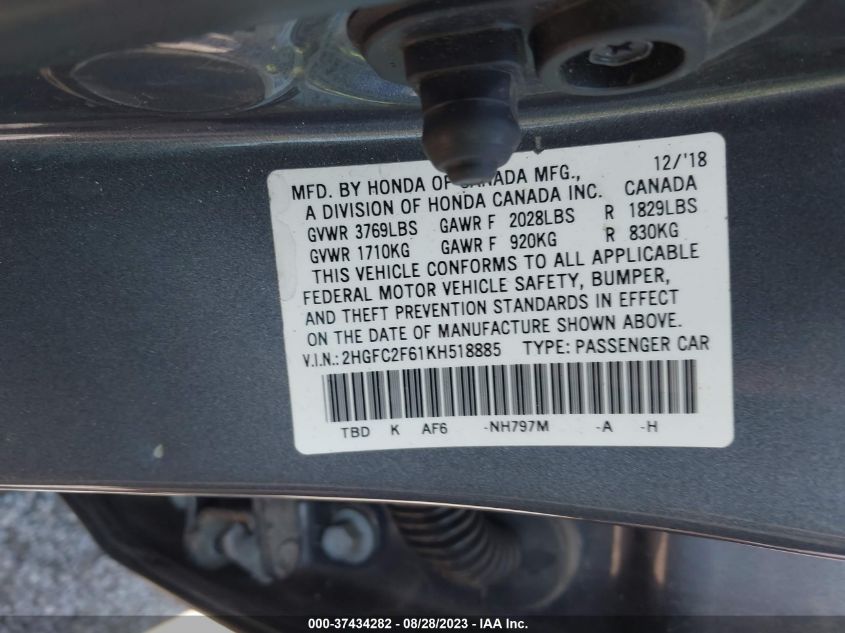 12/'18
MFD. BY HONDA OF CANADA MFG.,
A DIVISION OF HONDA CANADA INC. CANADA
GVWR 3769LBS GAWR F 2028LBS R 1829LBS
GVWR 1710KG GAWR F 920KG R 830KG
THIS VEHICLE CONFORMS TO ALL APPLICABLE
FEDERAL MOTOR VEHICLE SAFETY, BUMPER,
AND THEFT PREVENTION STANDARDS IN EFFECT
ON THE DATE OF MANUFACTURE SHOWN ABOVE.
V.I.N.: 2HGFC2F61KH518885 TYPE: PASSENGER CAR
TBD K AF6 -NH797M -A -H
000-37434282 - 08/28/2023 - IAA Inc.